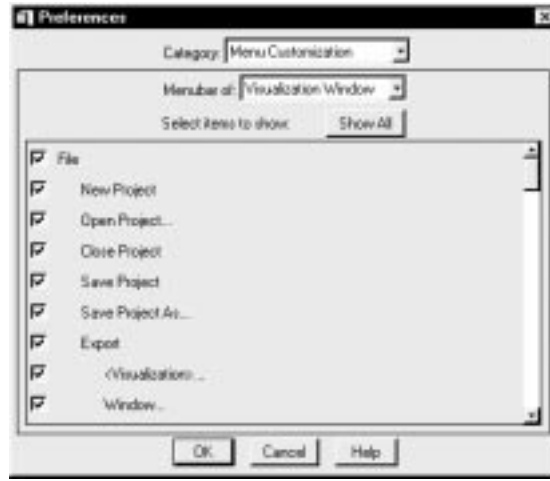 Preferences
Category: Menu Customization
Menubar of: Visualization Window
Select items to show: Show All
File
New Project
Open Project...
Close Project
Save Project
Save Project As...
Export
<Visualization>...
Window...
OK Cancel Help